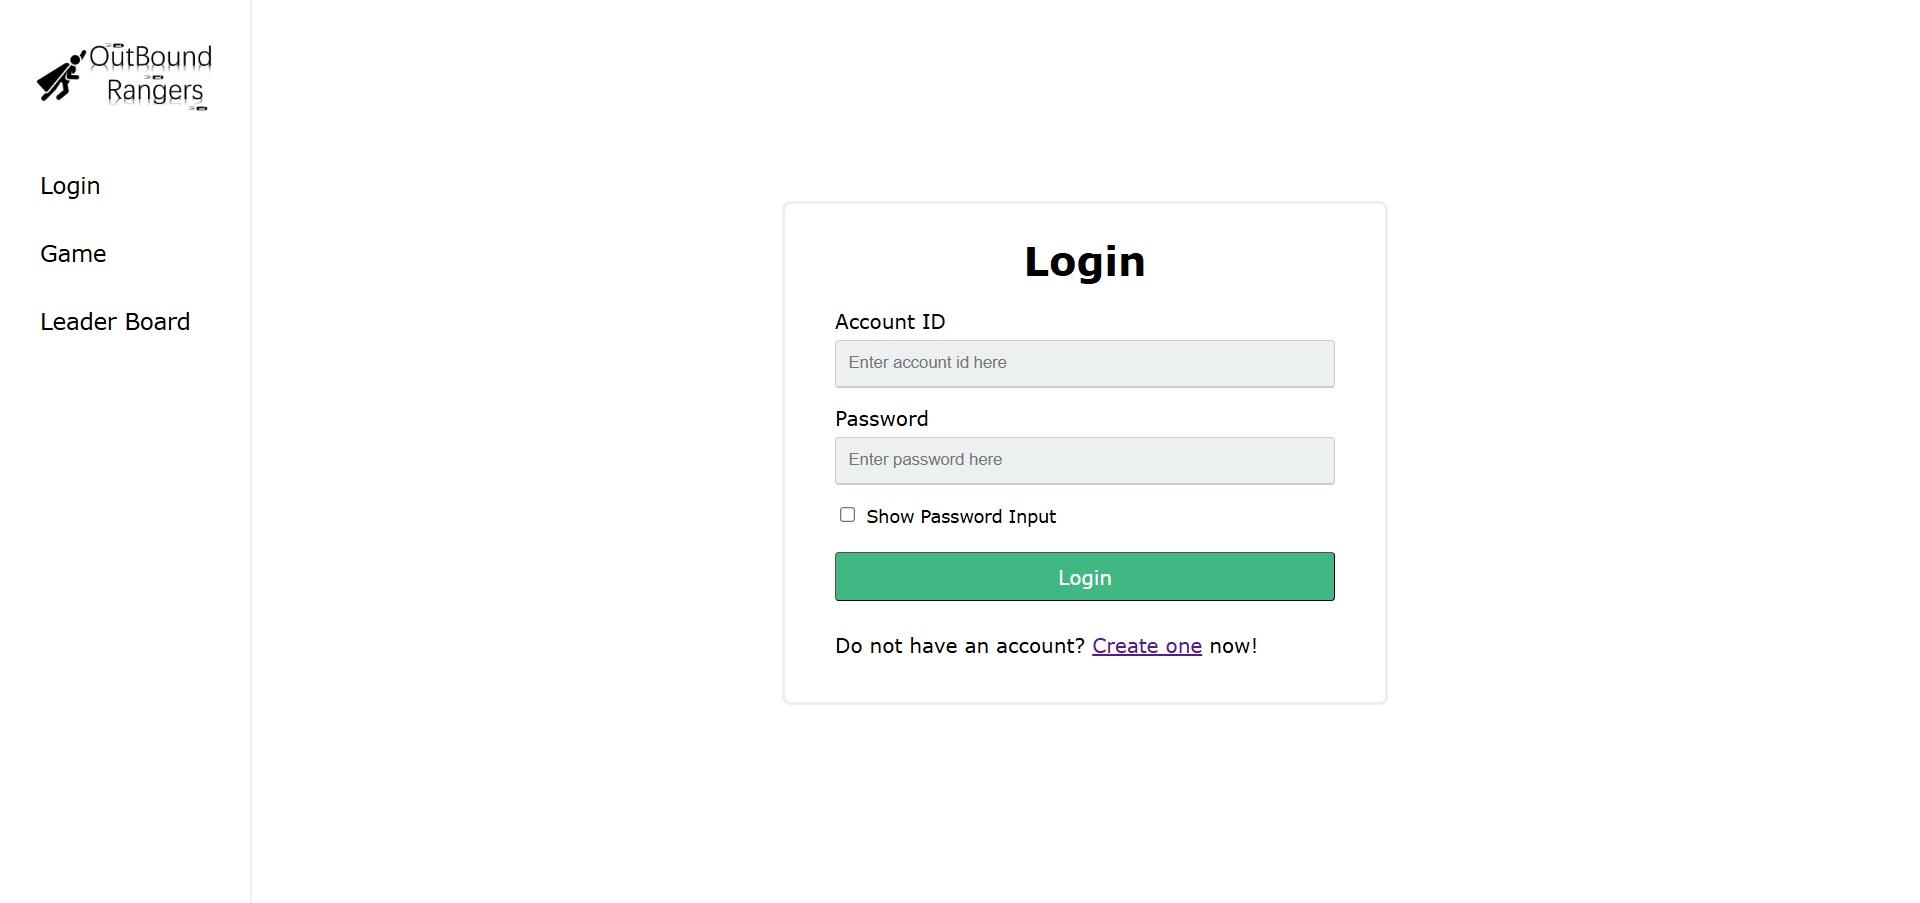 OutBound
Rangers
Login
Game
Leader Board
Login
Account ID
Enter account id here
Password
Enter password here
Show Password Input
Login
Do not have an account? Create one now!